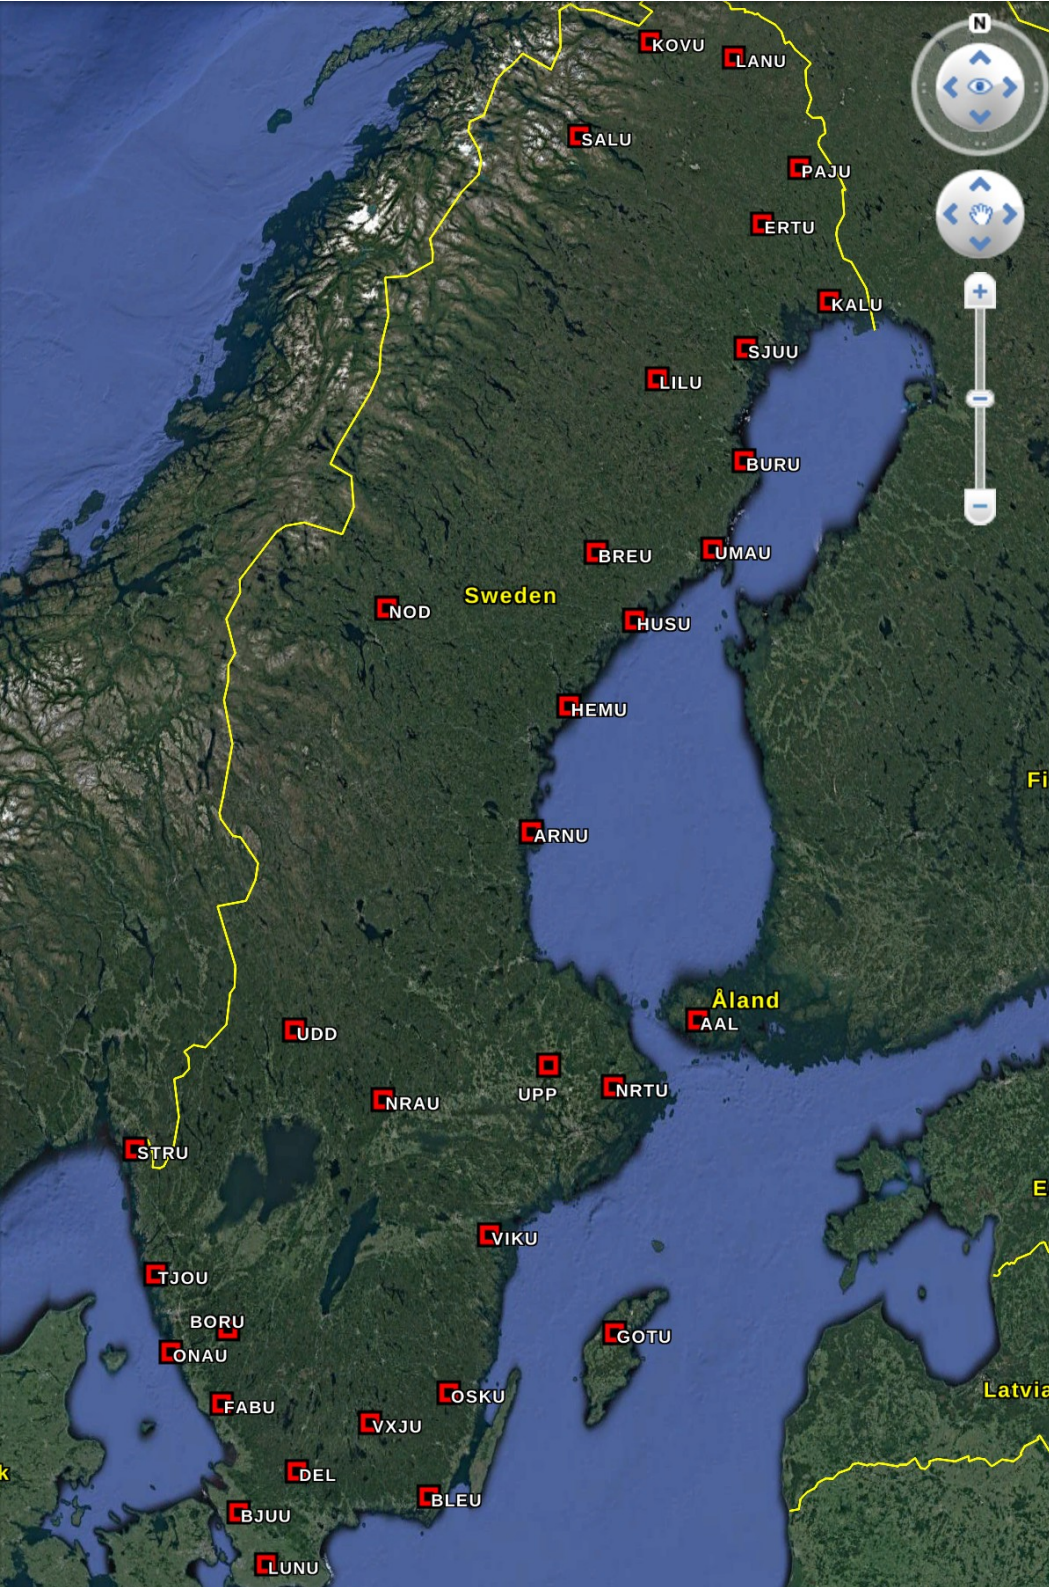 N
KOVU
LANU
SALU
PAJU
ERTU
KALU
SJUU
LILU
BURU
UMAU
BREU
Sweden
NOD
HUSU
HEMU
Fi
ARNU
Åland
AAL
UDD
UPP
NRTU
NRAU
STRU
E
VIKU
TJOU
BORU
GOTU
ONAU
Latvia
OSKU
FABU
VXJU
k
DEL
BLEU
BJUU
LUNU